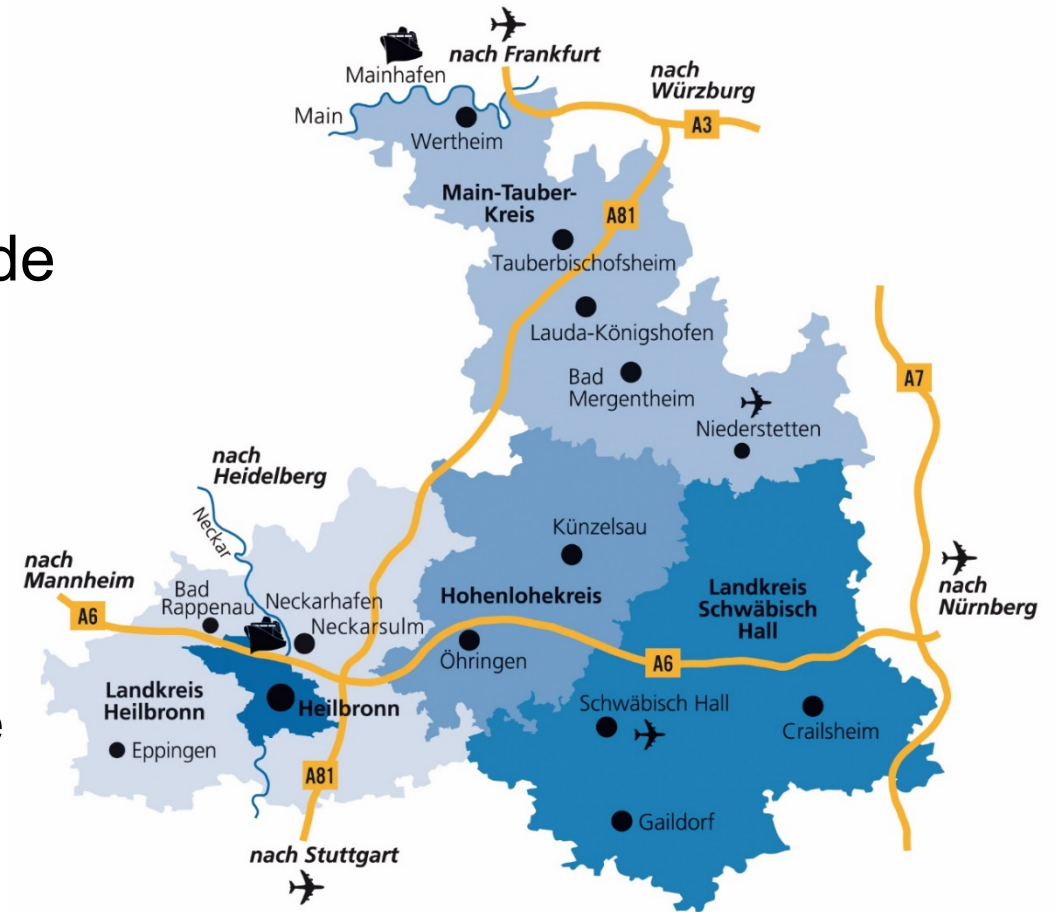 nach Frankfurt
Mainhafen
nach
Würzburg
Main
A3
Wertheim
Main-Tauber-
Kreis
A81
Tauberbischofsheim
de
Lauda-Königshofen
Bad
Mergentheim
A7
Niederstetten
nach
Heidelberg
Neckar
Künzelsau
nach
Mannheim
A6
Bad
Rappenau
Neckarhafen
Neckarsulm
Hohenlohekreis
Landkreis
Schwäbisch
Hall
nach
Nürnberg
Öhringen
A6
Landkreis
Heilbronn
Heilbronn
Schwäbisch Hall
Crailsheim
e
Eppingen
A81
Gaildorf
nach Stuttgart